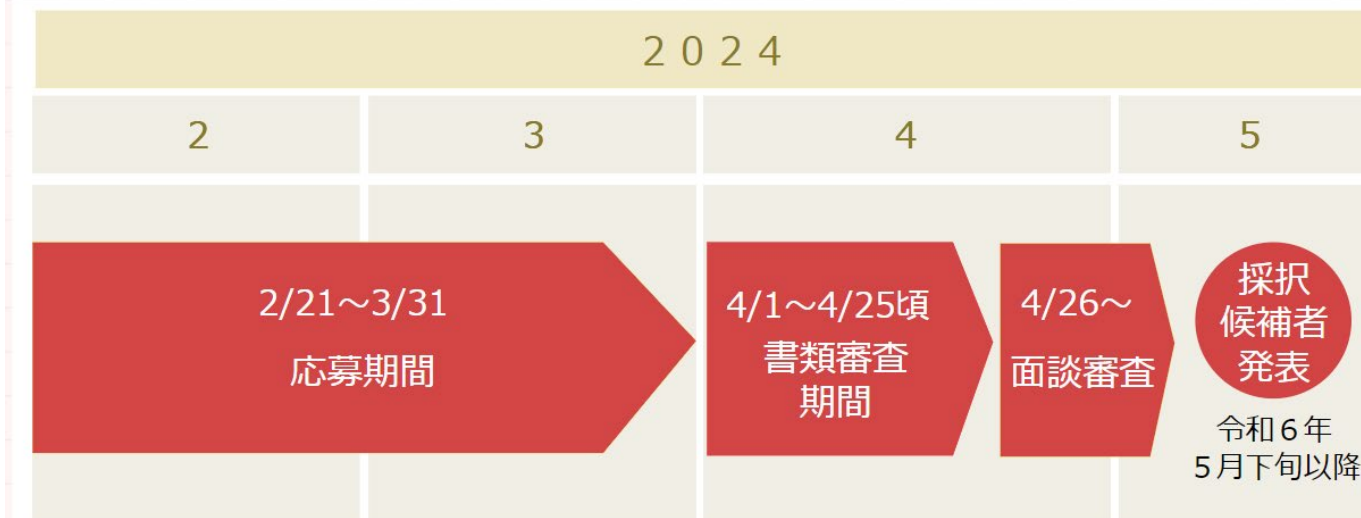 ２０２４
2
3
4
5
2/21～3/31
応募期間
4/1～4/25頃
書類審査
期間
4/26～
面談審査
採択
候補者
発表
令和６年
５月下旬以降